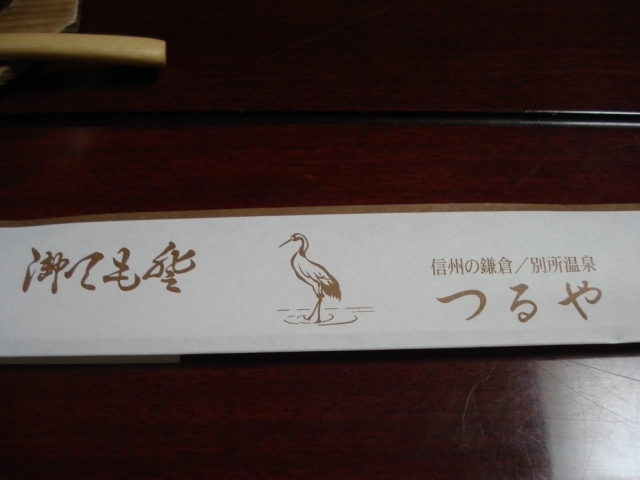 御てもと
信州の鎌倉/別所温泉
つるや